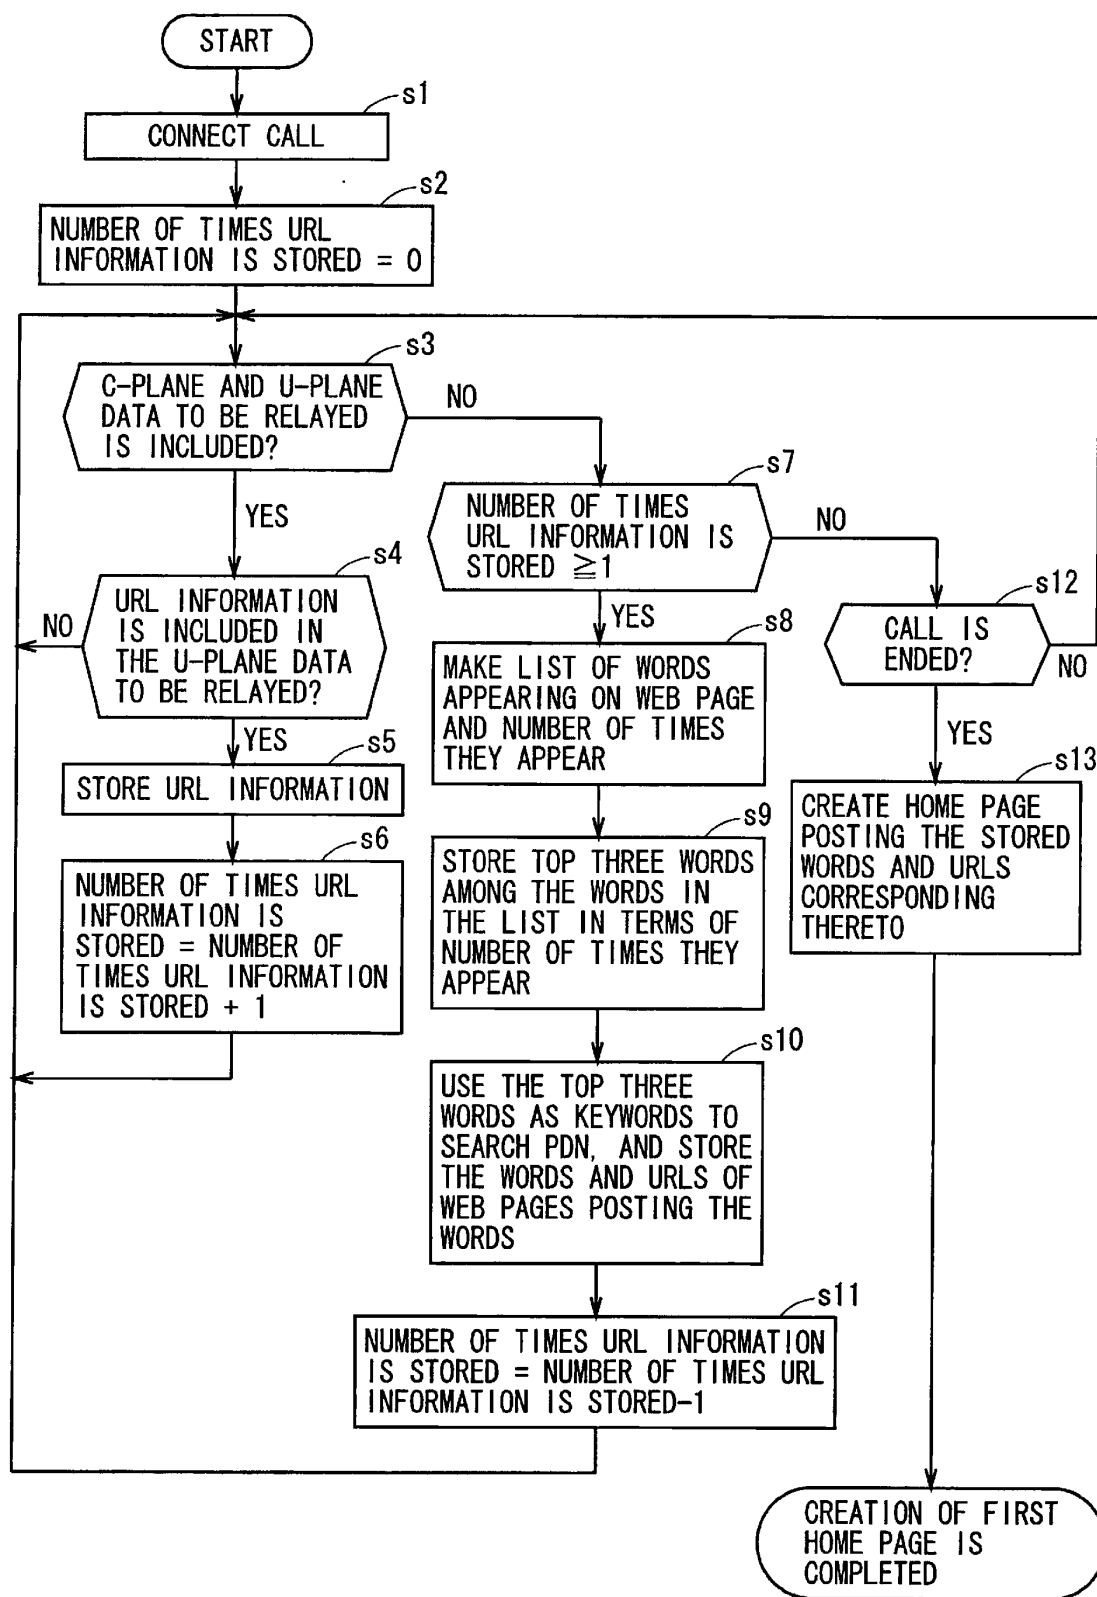 START
s1
CONNECT CALL
s2
NUMBER OF TIMES URL
INFORMATION IS STORED = 0
s3
C-PLANE AND U-PLANE
DATA TO BE RELAYED
IS INCLUDED?
NO
YES
s4
URL INFORMATION
IS INCLUDED IN
THE U-PLANE DATA
TO BE RELAYED?
NO
YES
s5
STORE URL INFORMATION
s6
NUMBER OF TIMES URL
INFORMATION IS
STORED = NUMBER OF
TIMES URL INFORMATION
IS STORED + 1
s7
NUMBER OF TIMES
URL INFORMATION IS
STORED ≧1
NO
YES
s8
MAKE LIST OF WORDS
APPEARING ON WEB PAGE
AND NUMBER OF TIMES
THEY APPEAR
s9
STORE TOP THREE WORDS
AMONG THE WORDS IN
THE LIST IN TERMS OF
NUMBER OF TIMES THEY
APPEAR
s10
USE THE TOP THREE
WORDS AS KEYWORDS TO
SEARCH PDN, AND STORE
THE WORDS AND URLS OF
WEB PAGES POSTING THE
WORDS
s11
NUMBER OF TIMES URL INFORMATION
IS STORED = NUMBER OF TIMES URL
INFORMATION IS STORED-1
s12
CALL IS
ENDED?
NO
YES
s13
CREATE HOME PAGE
POSTING THE STORED
WORDS AND URLS
CORRESPONDING
THERETO
CREATION OF FIRST
HOME PAGE IS
COMPLETED